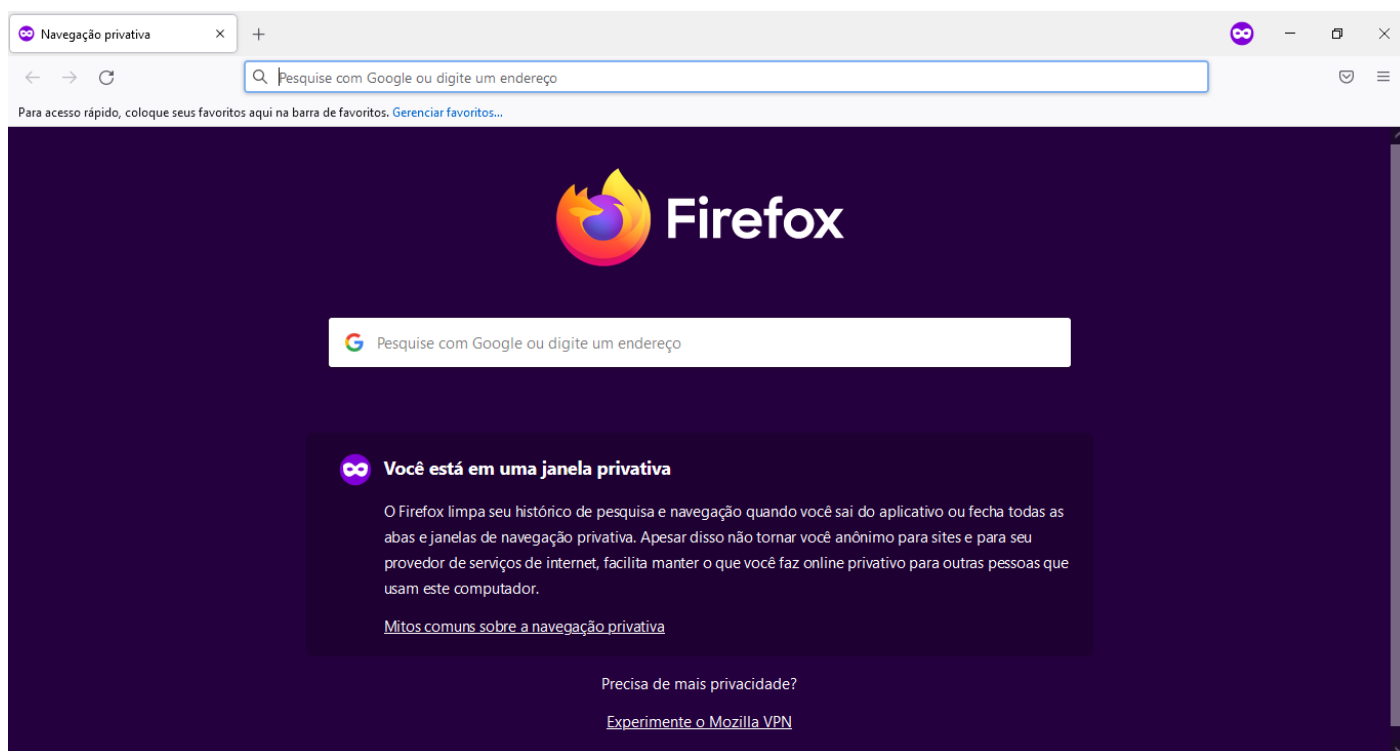 Navegação privativa
Pesquise com Google ou digite um endereço
Para acesso rápido, coloque seus favoritos aqui na barra de favoritos. Gerenciar favoritos...
Firefox
Pesquise com Google ou digite um endereço
Você está em uma janela privativa
O Firefox limpa seu histórico de pesquisa e navegação quando você sai do aplicativo ou fecha todas as
abas e janelas de navegação privativa. Apesar disso não tornar você anônimo para sites e para seu
provedor de serviços de internet, facilita manter o que você faz online privativo para outras pessoas que
usam este computador.
Mitos comuns sobre a navegação privativa
Precisa de mais privacidade?
Experimente o Mozilla VPN